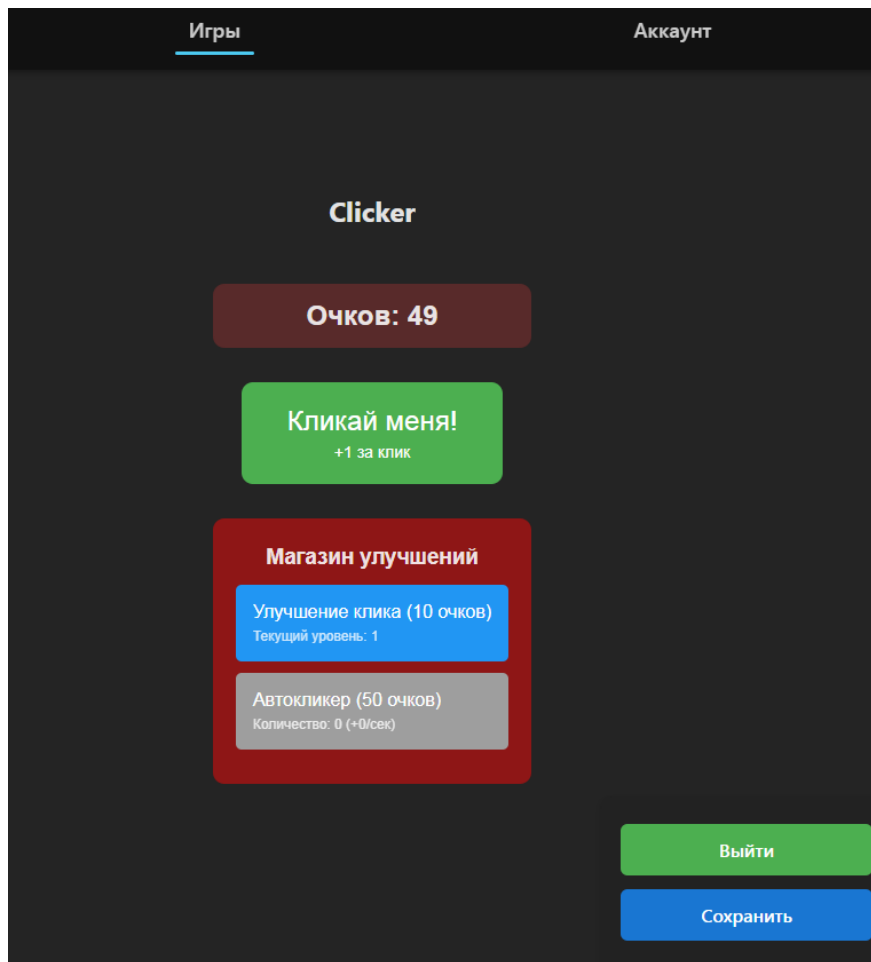 Игры
Аккаунт
Clicker
Очков: 49
Кликай меня!
+1 за клик
Магазин улучшений
Улучшение клика (10 очков)
Текущий уровень: 1
Автокликер (50 очков)
Количество: 0 (+0/сек)
Выйти
Сохранить